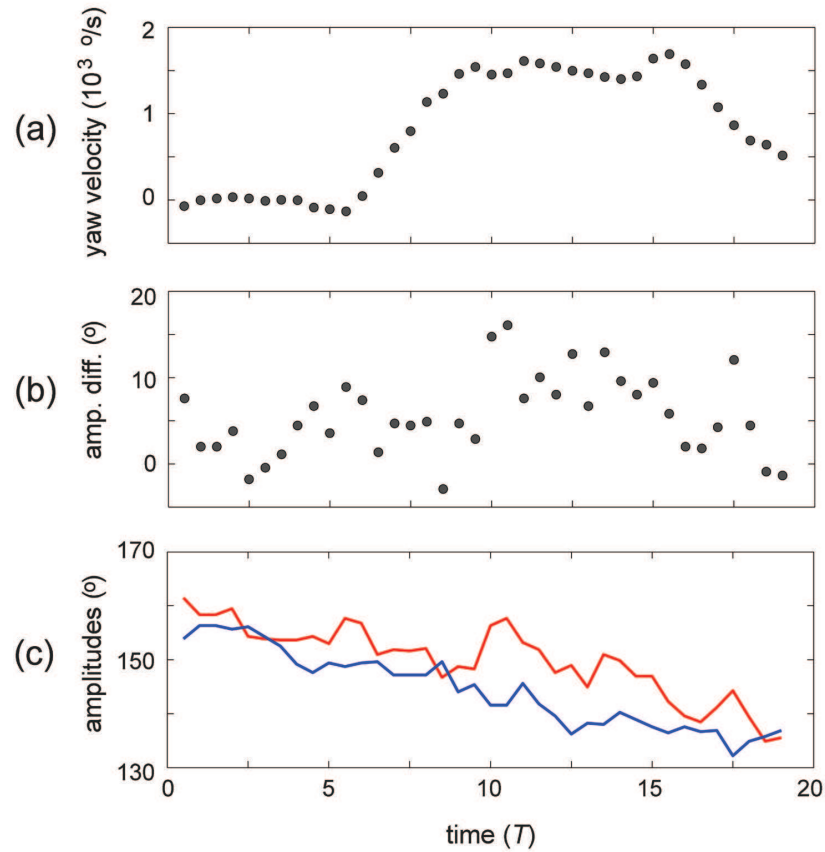 (a)
yaw velocity (10³ º/s)
2
1
0
(b)
amp. diff. (º)
20
10
0
(c)
amplitudes (º)
170
150
130
0 5 10 15 20
time (T)